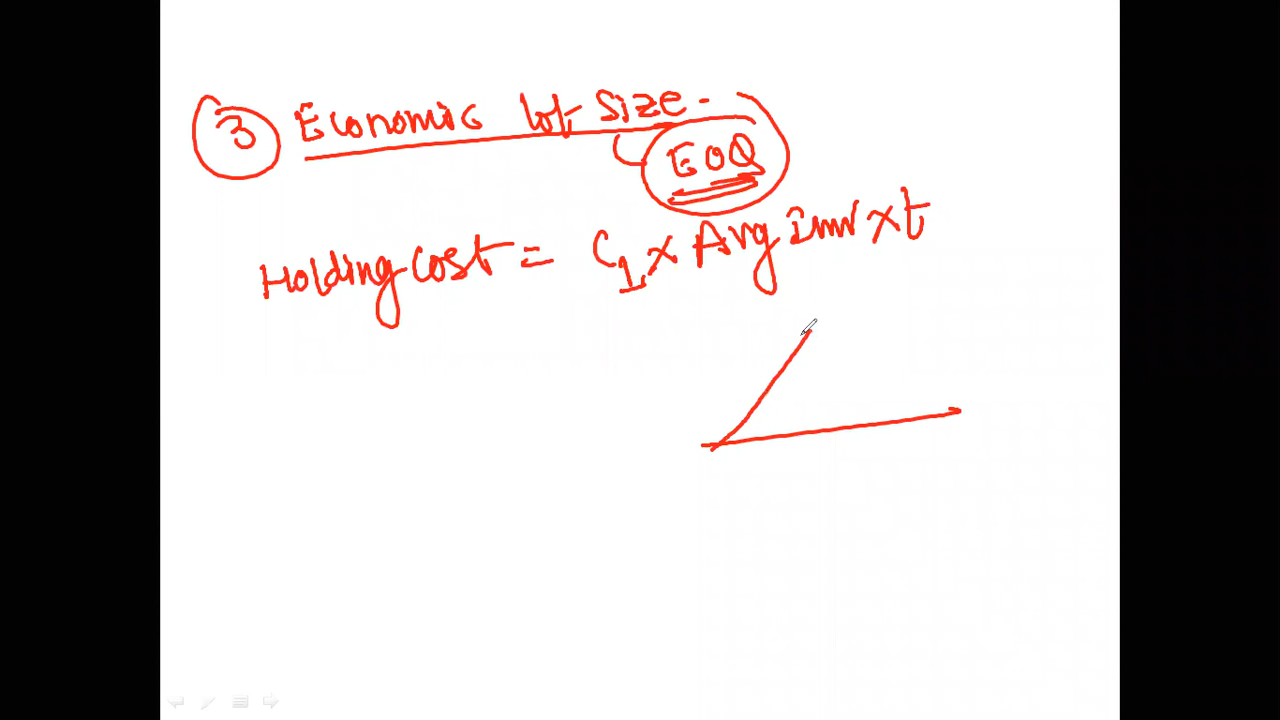 3 Economic lot Size.
EOQ
Holding Cost = C1 x Avg Inv x t